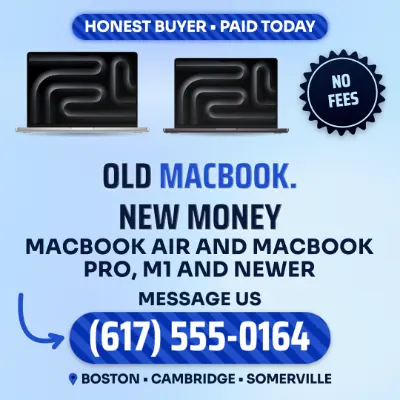 HONEST BUYER • PAID TODAY
NO
FEES
OLD MACBOOK.
NEW MONEY
MACBOOK AIR AND MACBOOK
PRO, M1 AND NEWER
MESSAGE US
(617) 555-0164
BOSTON • CAMBRIDGE • SOMERVILLE